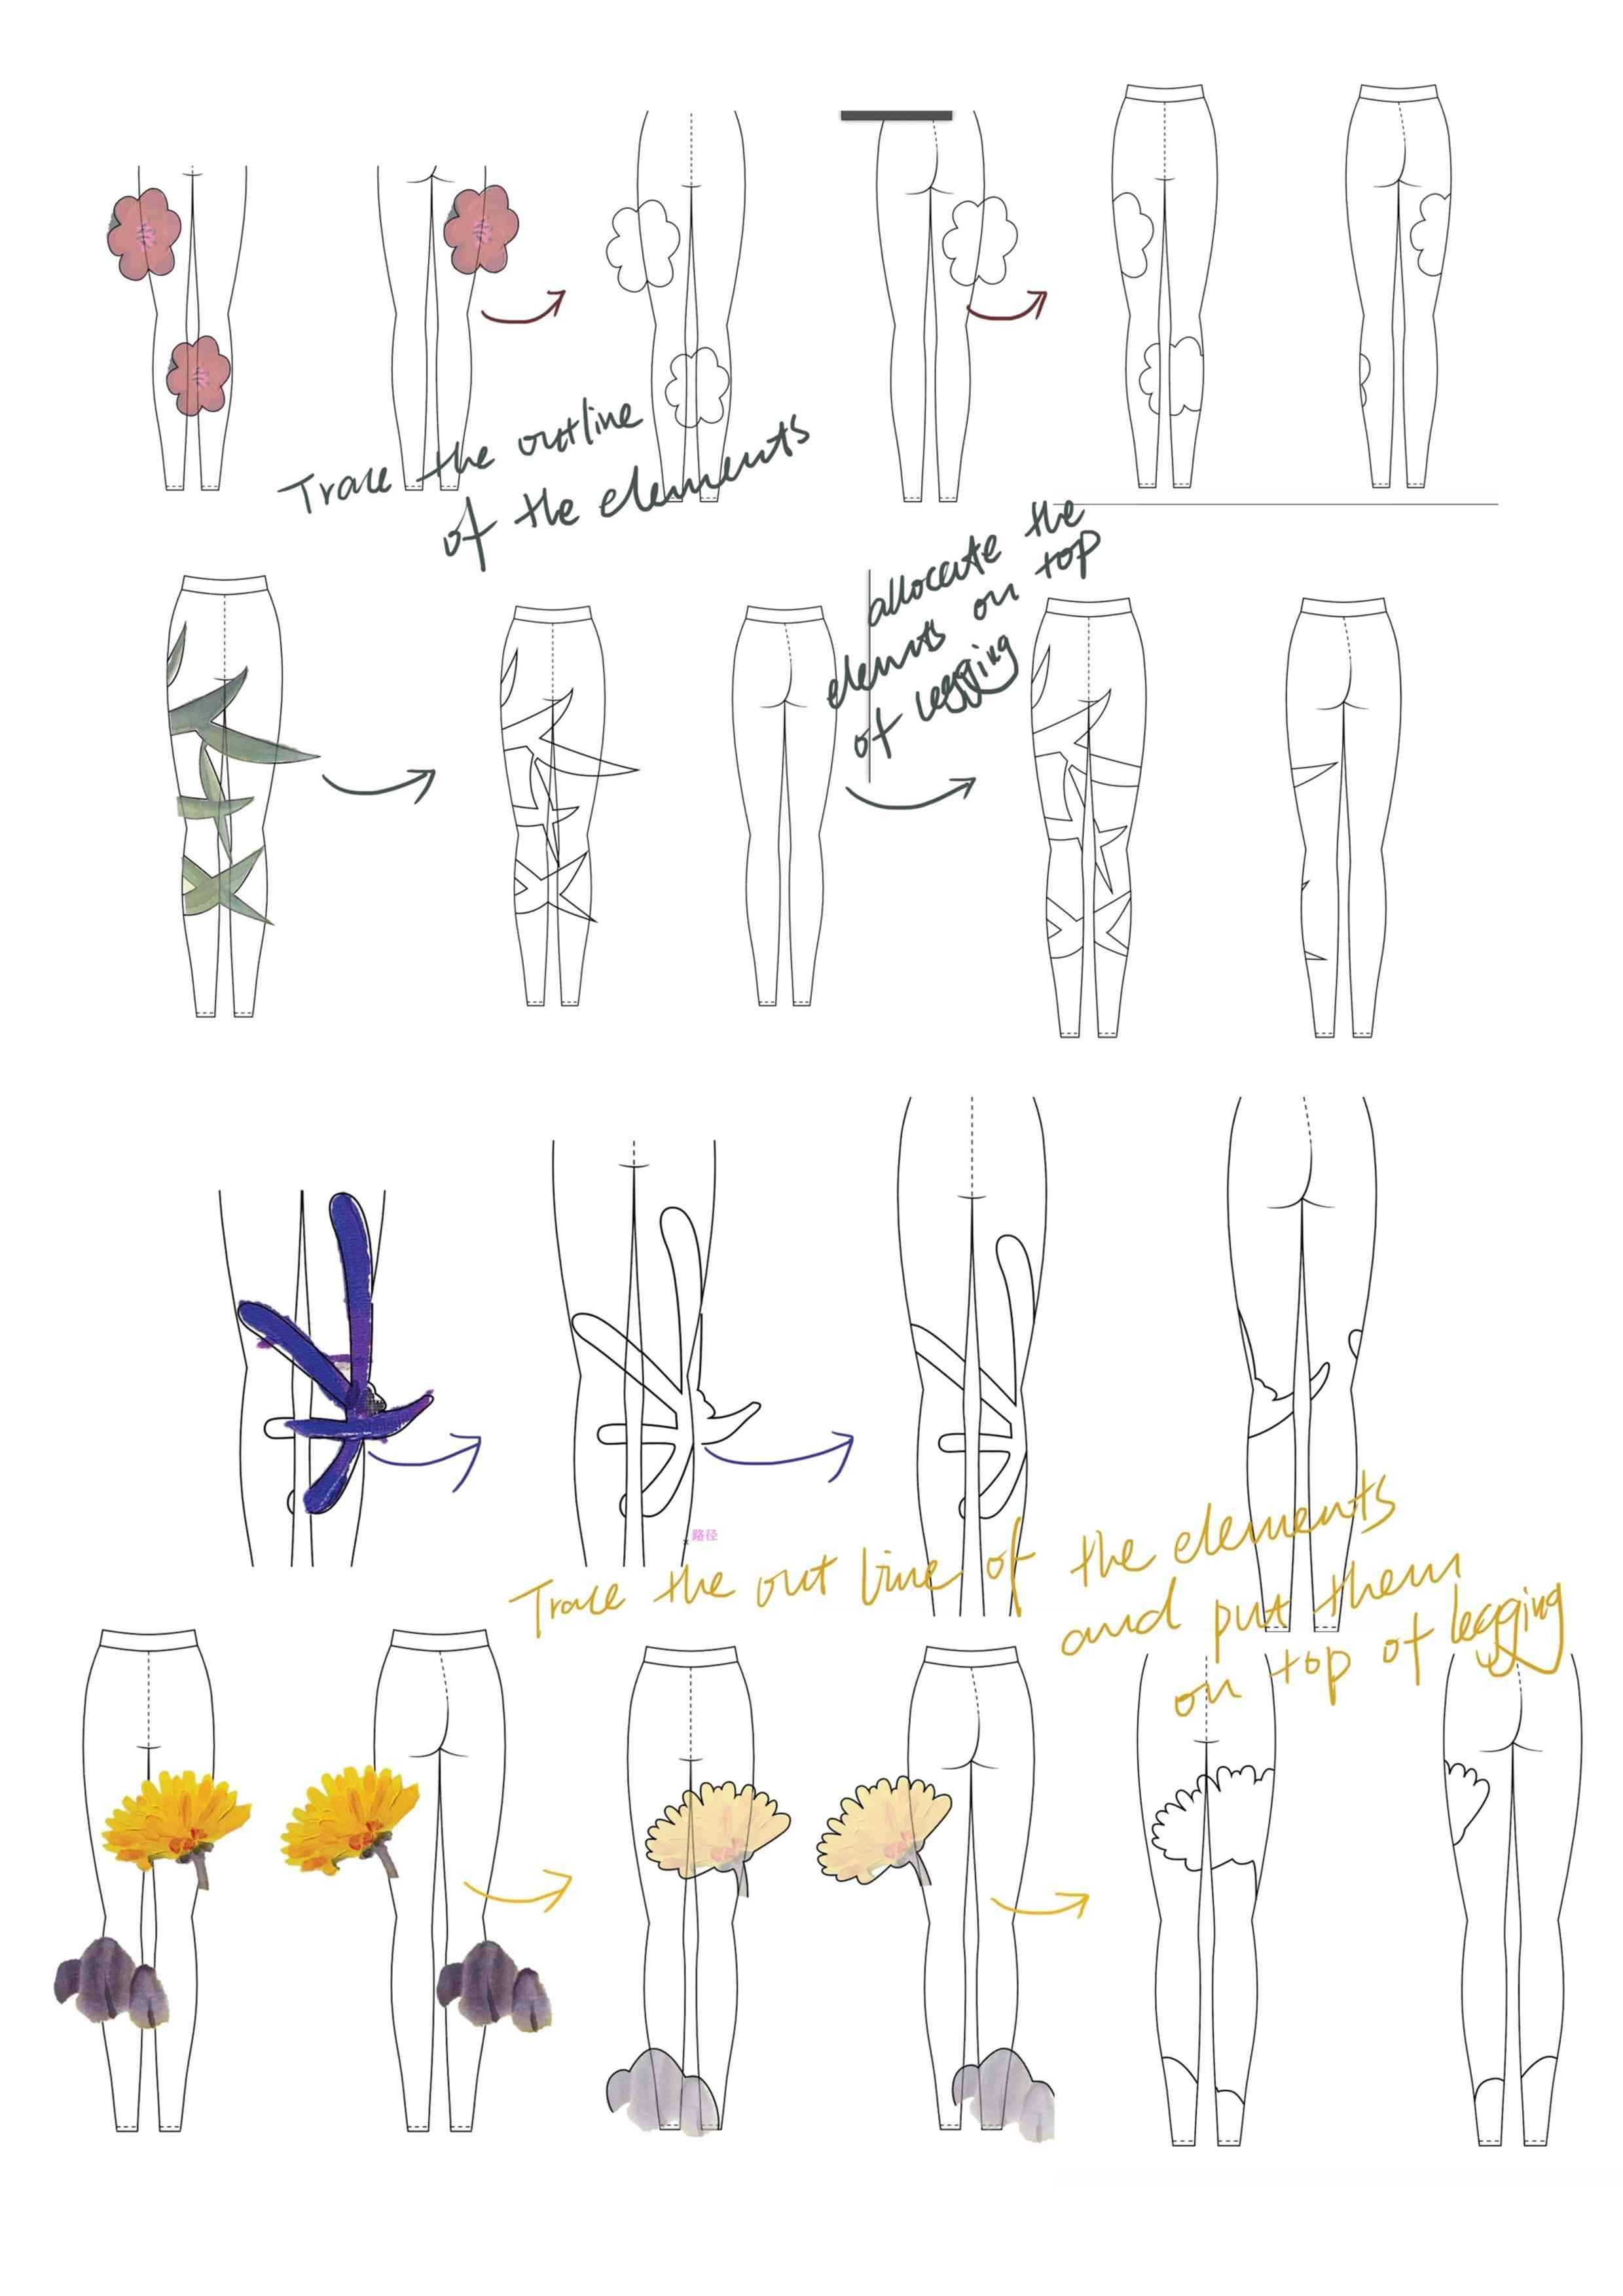 Trace the outline
of the elements
allocate the
elements on top
of legging
路径
Trace the out line of the elements
and put them
on top of legging